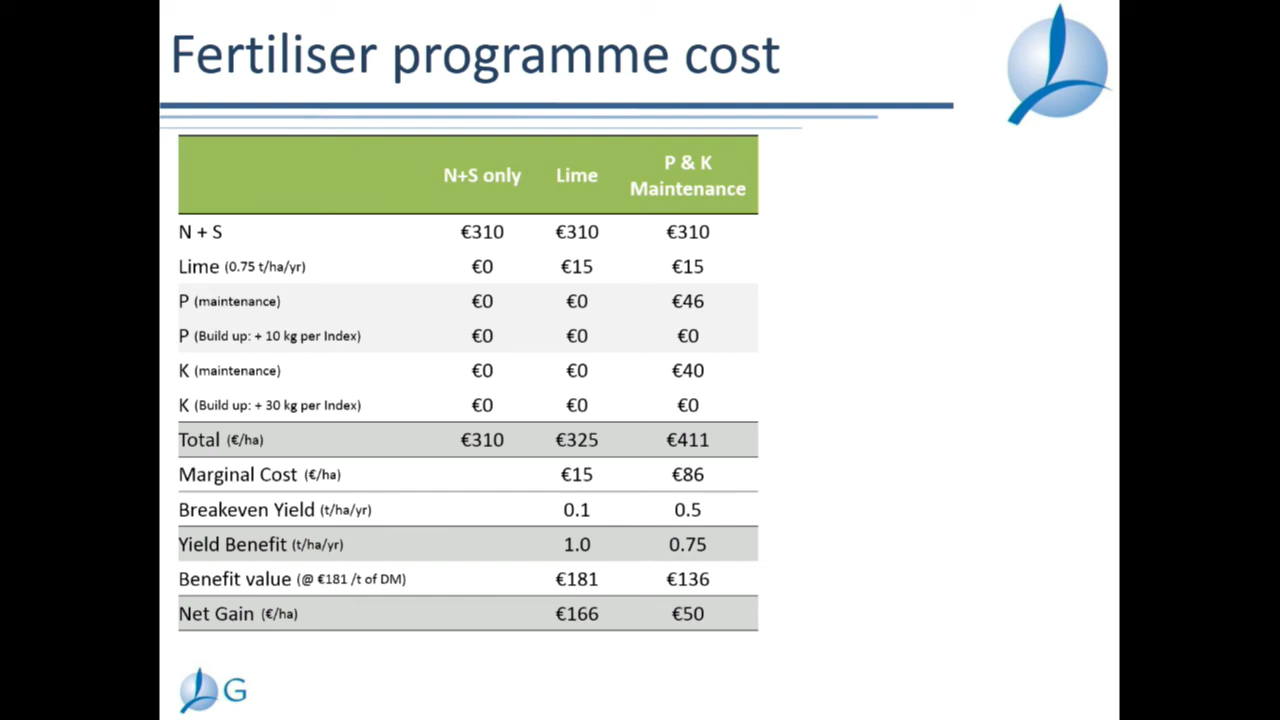 Fertiliser programme cost
N+S only Lime P & K Maintenance
N + S €310 €310 €310
Lime (0.75 t/ha/yr) €0 €15 €15
P (maintenance) €0 €0 €46
P (Build up: + 10 kg per Index) €0 €0 €0
K (maintenance) €0 €0 €40
K (Build up: + 30 kg per Index) €0 €0 €0
Total (€/ha) €310 €325 €411
Marginal Cost (€/ha) €15 €86
Breakeven Yield (t/ha/yr) 0.1 0.5
Yield Benefit (t/ha/yr) 1.0 0.75
Benefit value (@ €181 /t of DM) €181 €136
Net Gain (€/ha) €166 €50
G